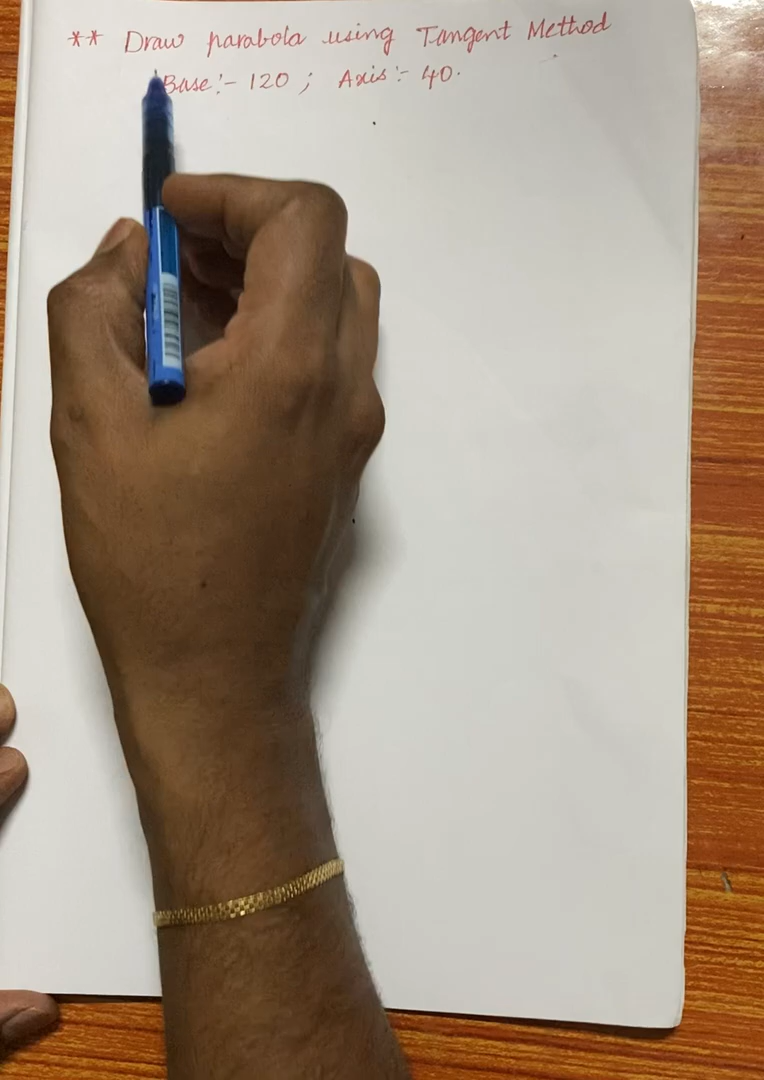 ** Draw parabola using Tangent Method
Base:- 120 ; Axis:- 40.